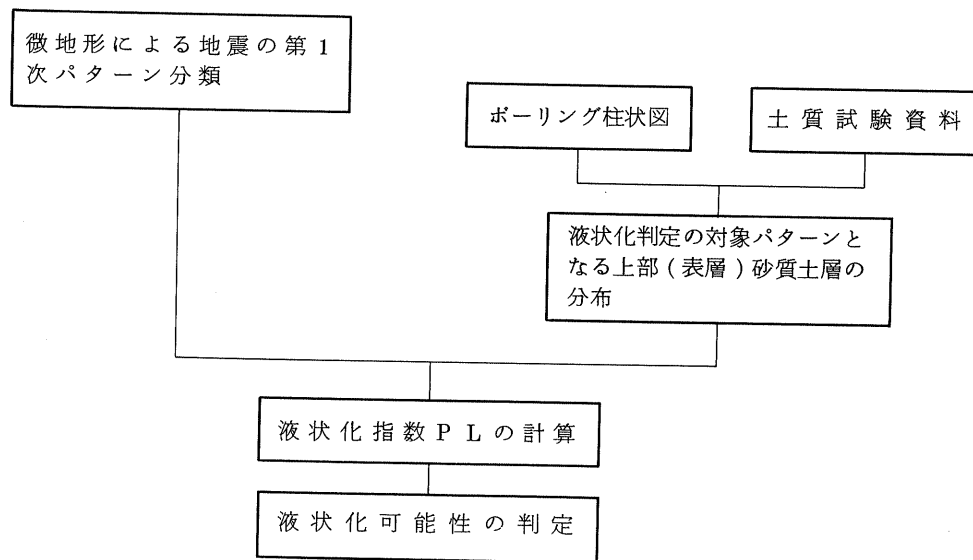 微地形による地震の第1
次パターン分類
ボーリング柱状図
土質試験資料
液状化判定の対象パターンと
なる上部(表層)砂質土層の
分布
液状化指数PLの計算
液状化可能性の判定